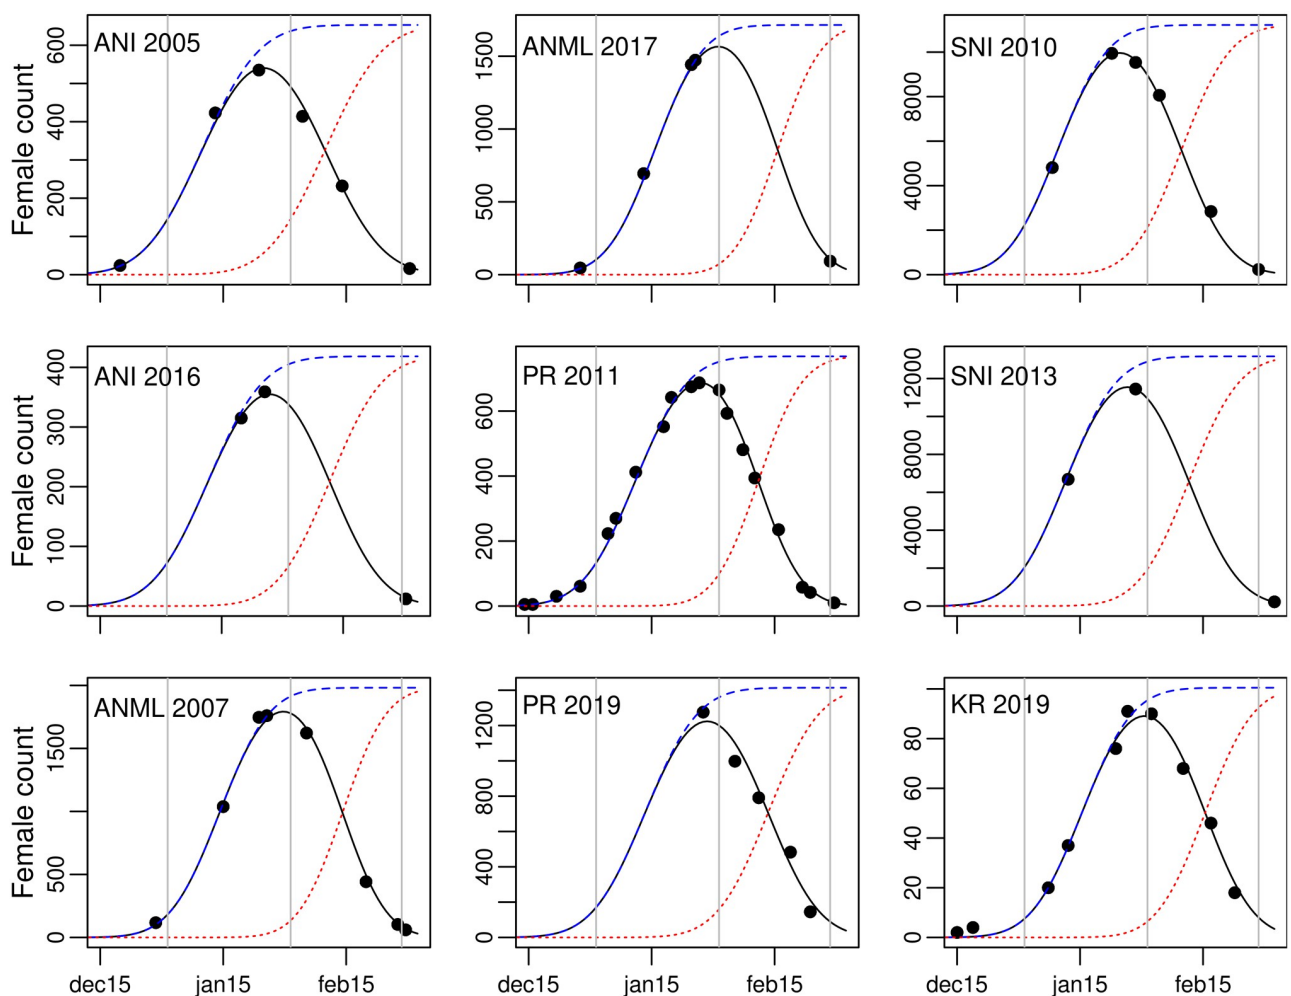 ANI 2005
Female count
0
200
400
600
ANML 2017
0
500
1000
1500
SNI 2010
0
4000
8000
ANI 2016
Female count
0
100
200
300
400
PR 2011
0
200
400
600
SNI 2013
0
4000
8000
12000
ANML 2007
Female count
0
500
1500
dec15 jan15 feb15
PR 2019
0
400
800
1200
dec15 jan15 feb15
KR 2019
0
20
40
60
80
dec15 jan15 feb15